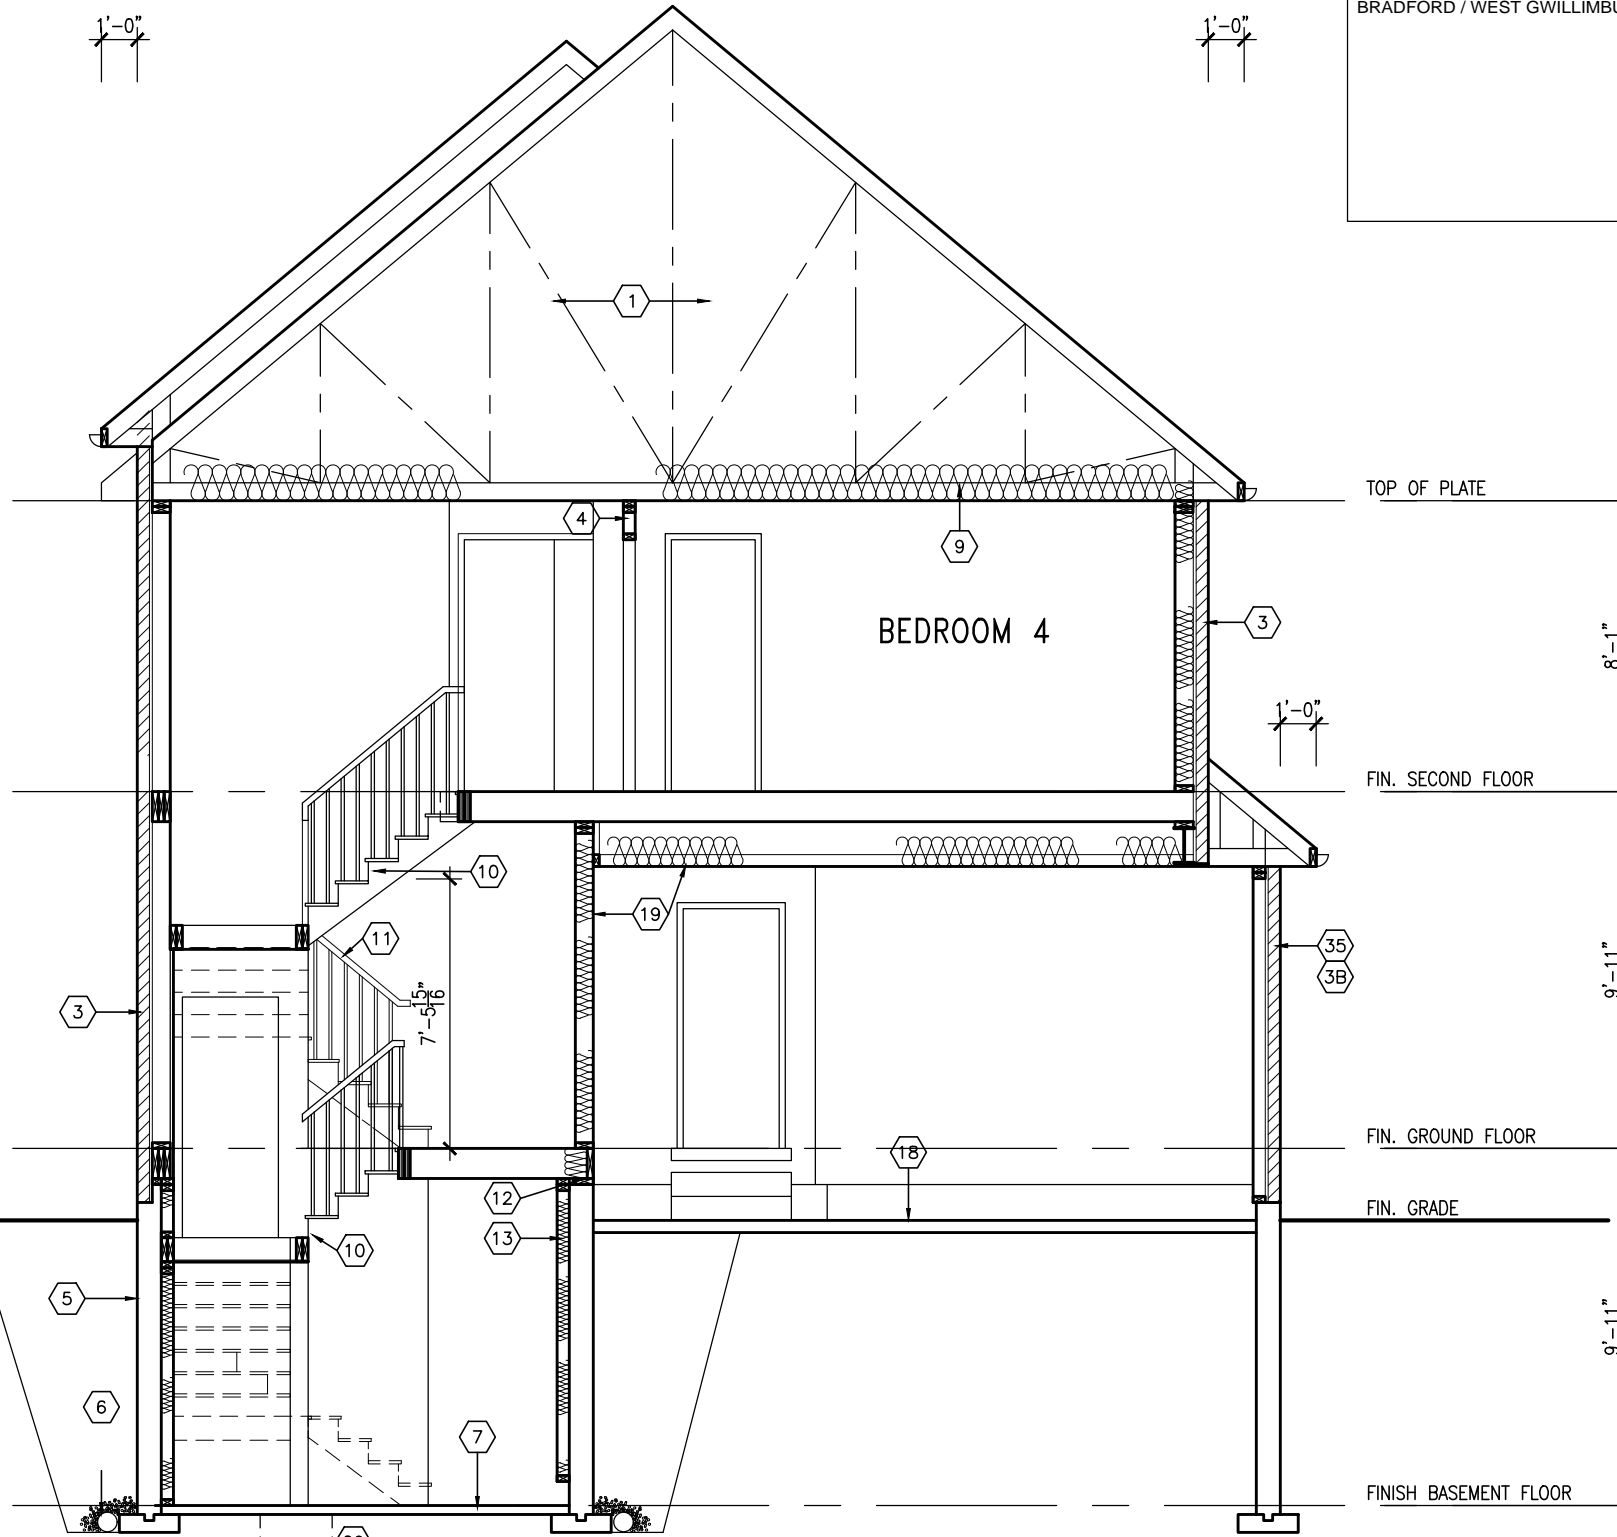 1'-0"
1'-0"
BRADFORD / WEST GWILLIMBU
1
TOP OF PLATE
4
9
BEDROOM 4
3
8'-1"
1'-0"
FIN. SECOND FLOOR
10
19
11
35
3B
9'-11"
7'-5 15/16"
3
FIN. GROUND FLOOR
18
12
FIN. GRADE
13
10
5
9'-11"
6
7
FINISH BASEMENT FLOOR